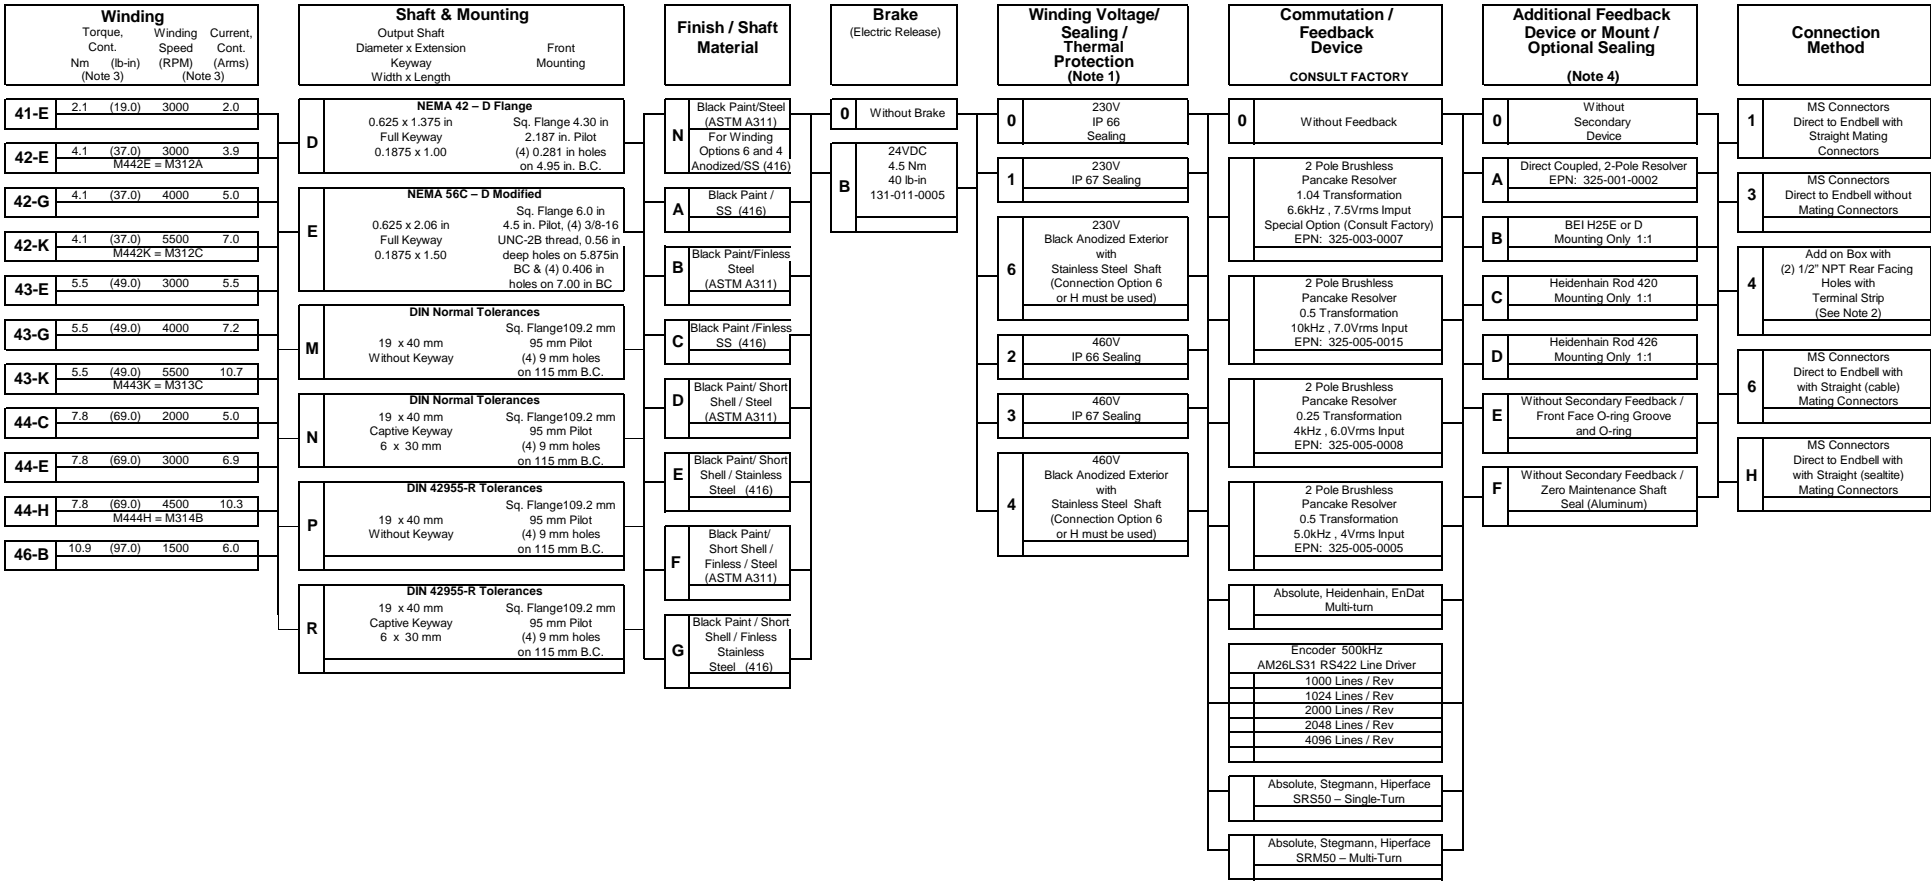 Winding
Torque, Winding Current,
Cont. Speed Cont.
Nm (lb-in) (RPM) (Arms)
(Note 3) (Note 3)
41-E 2.1 (19.0) 3000 2.0
42-E 4.1 (37.0) 3000 3.9
M442E = M312A
42-G 4.1 (37.0) 4000 5.0
42-K 4.1 (37.0) 5500 7.0
M442K = M312C
43-E 5.5 (49.0) 3000 5.5
43-G 5.5 (49.0) 4000 7.2
43-K 5.5 (49.0) 5500 10.7
M443K = M313C
44-C 7.8 (69.0) 2000 5.0
44-E 7.8 (69.0) 3000 6.9
44-H 7.8 (69.0) 4500 10.3
M444H = M314B
46-B 10.9 (97.0) 1500 6.0
Shaft & Mounting
Output Shaft
Diameter x Extension Front
Keyway Mounting
Width x Length
D
NEMA 42 – D Flange
0.625 x 1.375 in Sq. Flange 4.30 in
Full Keyway 2.187 in. Pilot
0.1875 x 1.00 (4) 0.281 in holes
on 4.95 in. B.C.
E
NEMA 56C – D Modified
Sq. Flange 6.0 in
0.625 x 2.06 in 4.5 in. Pilot, (4) 3/8-16
Full Keyway UNC-2B thread, 0.56 in
0.1875 x 1.50 deep holes on 5.875in
BC & (4) 0.406 in
holes on 7.00 in BC
M
DIN Normal Tolerances
Sq. Flange109.2 mm
19 x 40 mm 95 mm Pilot
Without Keyway (4) 9 mm holes
on 115 mm B.C.
N
DIN Normal Tolerances
19 x 40 mm Sq. Flange109.2 mm
Captive Keyway 95 mm Pilot
6 x 30 mm (4) 9 mm holes
on 115 mm B.C.
P
DIN 42955-R Tolerances
Sq. Flange109.2 mm
19 x 40 mm 95 mm Pilot
Without Keyway (4) 9 mm holes
on 115 mm B.C.
R
DIN 42955-R Tolerances
19 x 40 mm Sq. Flange109.2 mm
Captive Keyway 95 mm Pilot
6 x 30 mm (4) 9 mm holes
on 115 mm B.C.
Finish / Shaft
Material
N
Black Paint/Steel
(ASTM A311)
For Winding
Options 6 and 4
Anodized/SS (416)
A
Black Paint /
SS (416)
B
Black Paint/Finless
Steel
(ASTM A311)
C
Black Paint /Finless
SS (416)
D
Black Paint/ Short
Shell / Steel
(ASTM A311)
E
Black Paint/ Short
Shell / Stainless
Steel (416)
F
Black Paint/
Short Shell /
Finless / Steel
(ASTM A311)
G
Black Paint / Short
Shell / Finless
Stainless
Steel (416)
Brake
(Electric Release)
0 Without Brake
B
24VDC
4.5 Nm
40 lb-in
131-011-0005
Winding Voltage/
Sealing /
Thermal
Protection
(Note 1)
0
230V
IP 66
Sealing
1
230V
IP 67 Sealing
6
230V
Black Anodized Exterior
with
Stainless Steel Shaft
(Connection Option 6
or H must be used)
2
460V
IP 66 Sealing
3
460V
IP 67 Sealing
4
460V
Black Anodized Exterior
with
Stainless Steel Shaft
(Connection Option 6
or H must be used)
Commutation /
Feedback
Device
CONSULT FACTORY
0 Without Feedback
2 Pole Brushless
Pancake Resolver
1.04 Transformation
6.6kHz , 7.5Vrms Imput
Special Option (Consult Factory)
EPN: 325-003-0007
2 Pole Brushless
Pancake Resolver
0.5 Transformation
10kHz , 7.0Vrms Input
EPN: 325-005-0015
2 Pole Brushless
Pancake Resolver
0.25 Transformation
4kHz , 6.0Vrms Input
EPN: 325-005-0008
2 Pole Brushless
Pancake Resolver
0.5 Transformation
5.0kHz , 4Vrms Input
EPN: 325-005-0005
Absolute, Heidenhain, EnDat
Multi-turn
Encoder 500kHz
AM26LS31 RS422 Line Driver
1000 Lines / Rev
1024 Lines / Rev
2000 Lines / Rev
2048 Lines / Rev
4096 Lines / Rev
Absolute, Stegmann, Hiperface
SRS50 – Single-Turn
Absolute, Stegmann, Hiperface
SRM50 – Multi-Turn
Additional Feedback
Device or Mount /
Optional Sealing
(Note 4)
0
Without
Secondary
Device
A
Direct Coupled, 2-Pole Resolver
EPN: 325-001-0002
B
BEI H25E or D
Mounting Only 1:1
C
Heidenhain Rod 420
Mounting Only 1:1
D
Heidenhain Rod 426
Mounting Only 1:1
E
Without Secondary Feedback /
Front Face O-ring Groove
and O-ring
F
Without Secondary Feedback /
Zero Maintenance Shaft
Seal (Aluminum)
Connection
Method
1
MS Connectors
Direct to Endbell with
Straight Mating
Connectors
3
MS Connectors
Direct to Endbell without
Mating Connectors
4
Add on Box with
(2) 1/2" NPT Rear Facing
Holes with
Terminal Strip
(See Note 2)
6
MS Connectors
Direct to Endbell with
with Straight (cable)
Mating Connectors
H
MS Connectors
Direct to Endbell with
with Straight (sealtite)
Mating Connectors